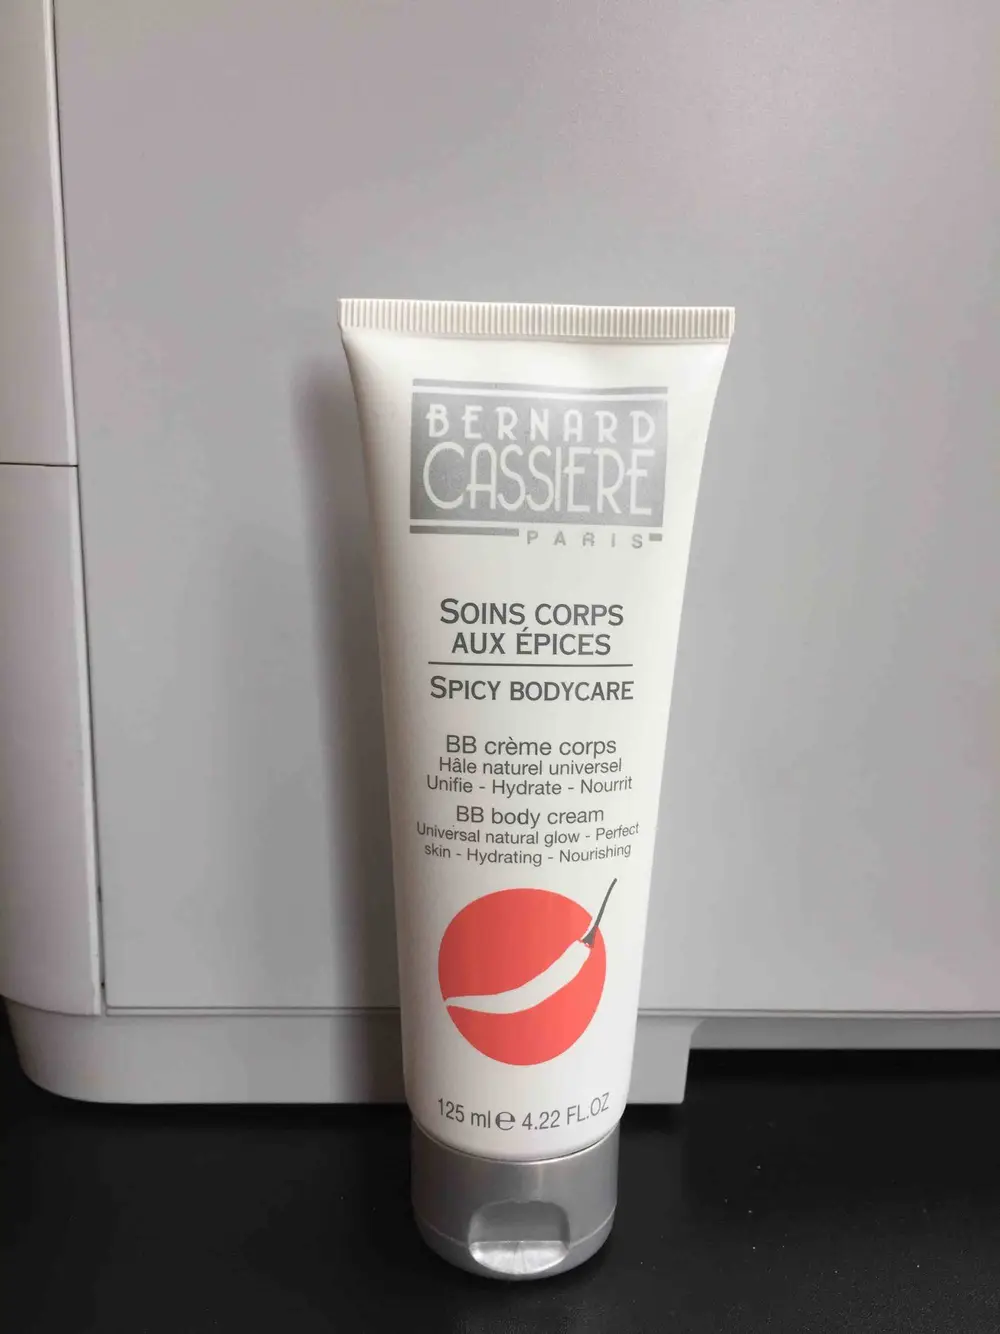 BERNARD
CASSIERE
PARIS
SOINS CORPS
AUX ÉPICES
SPICY BODYCARE
BB crème corps
Hâle naturel universel
Unifie - Hydrate - Nourrit
BB body cream
Universal natural glow - Perfect
skin - Hydrating - Nourishing
125 ml ℮ 4.22 FL.OZ